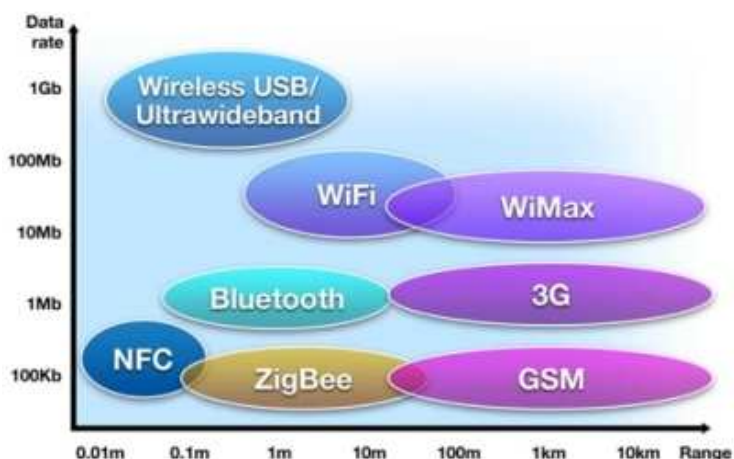 Data
rate
1Gb
Wireless USB/
Ultrawideband
100Mb
WiFi
WiMax
10Mb
1Mb
Bluetooth
3G
100Kb
NFC
ZigBee
GSM
0.01m 0.1m 1m 10m 100m 1km 10km Range